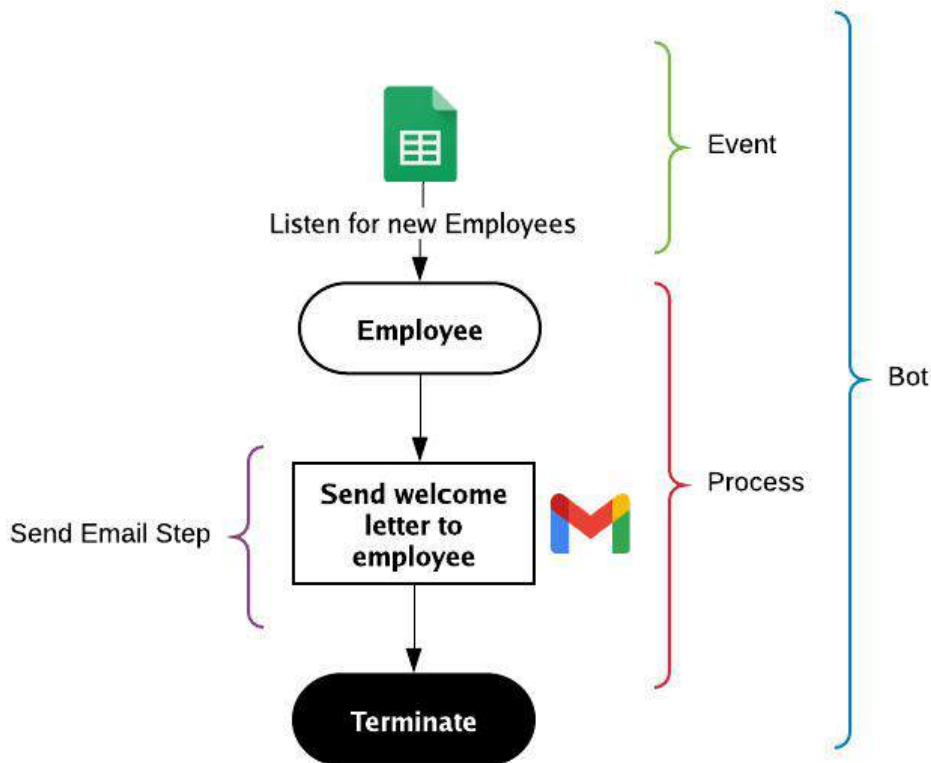 Event
Listen for new Employees
Employee
Bot
Send welcome
letter to
employee
Process
Send Email Step
Terminate